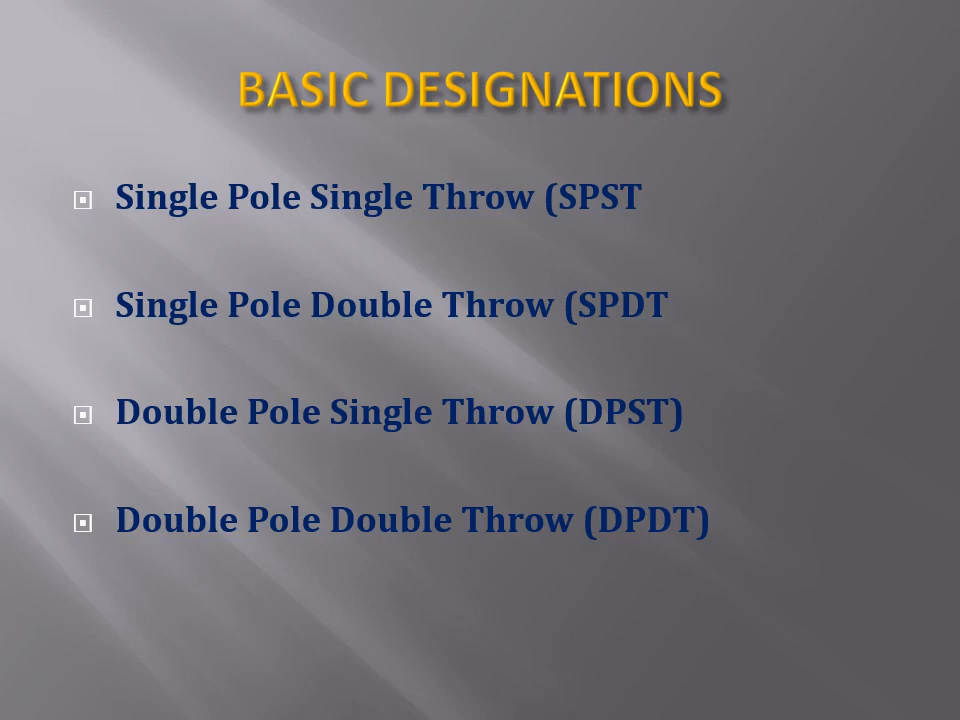 BASIC DESIGNATIONS
Single Pole Single Throw (SPST
Single Pole Double Throw (SPDT
Double Pole Single Throw (DPST)
Double Pole Double Throw (DPDT)